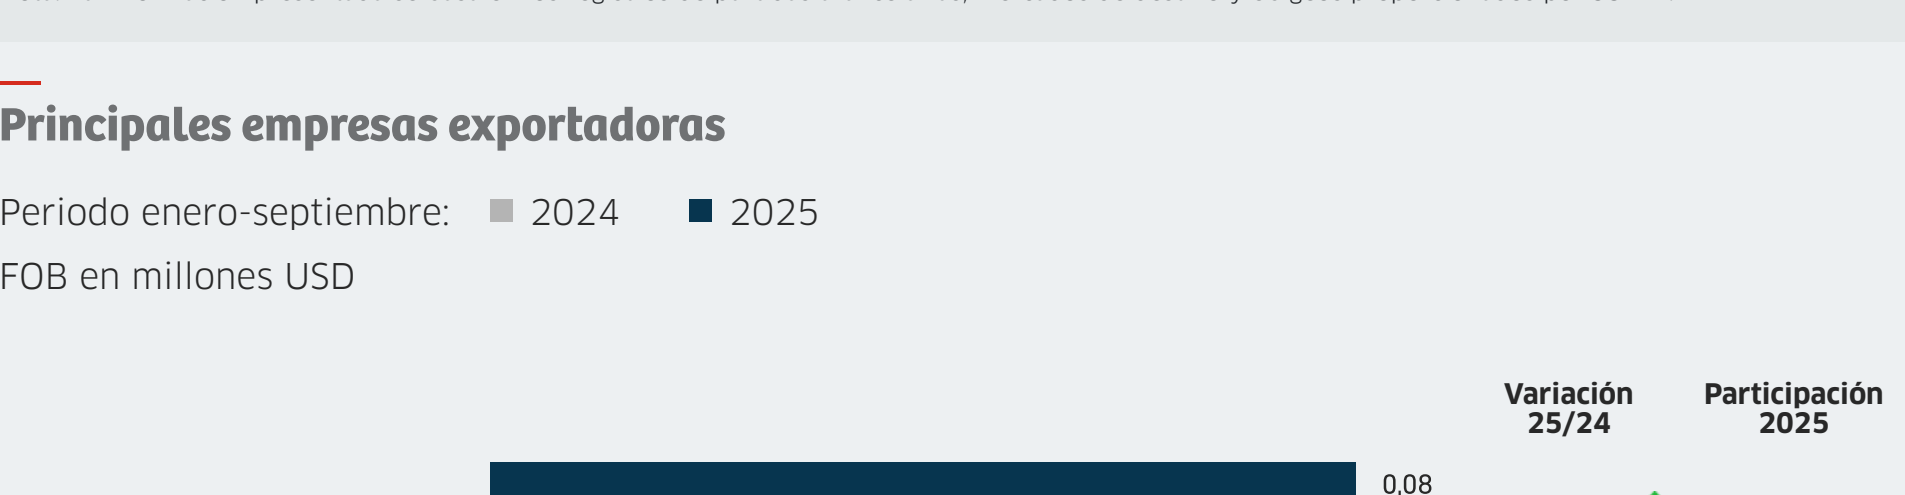 Principales empresas exportadoras
Periodo enero-septiembre: 2024 2025
FOB en millones USD
Variación 25/24
Participación 2025
0,08